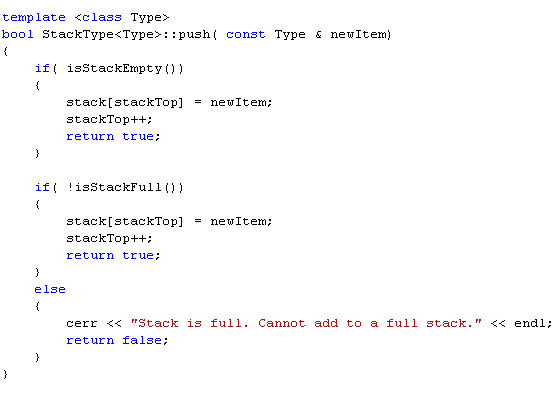 template <class Type>
bool StackType<Type>::push( const Type & newItem)
{
    if( isStackEmpty())
    {
        stack[stackTop] = newItem;
        stackTop++;
        return true;
    }

    if( !isStackFull())
    {
        stack[stackTop] = newItem;
        stackTop++;
        return true;
    }
    else
    {
        cerr << "Stack is full. Cannot add to a full stack." << endl;
        return false;
    }
}